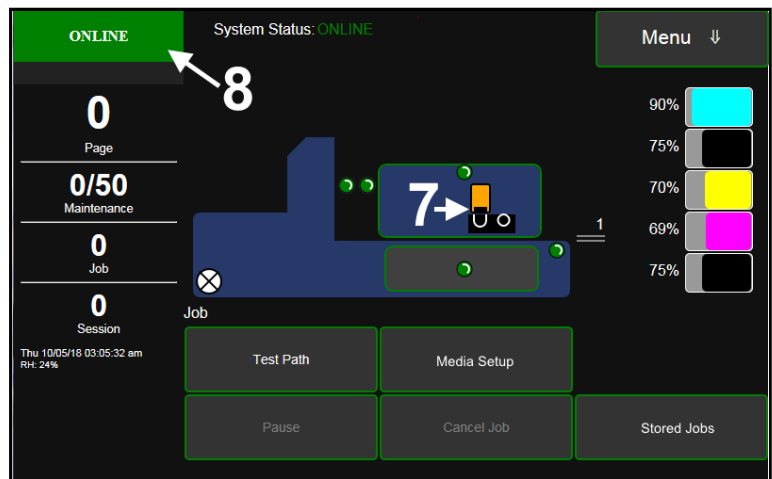 ONLINE
System Status: ONLINE
Menu ⇓
8
0
Page
0/50
Maintenance
0
Job
0
Session
Thu 10/05/18 03:05:32 am
RH: 24%
7
1
90%
75%
70%
69%
75%
Job
Test Path
Media Setup
Pause
Cancel Job
Stored Jobs